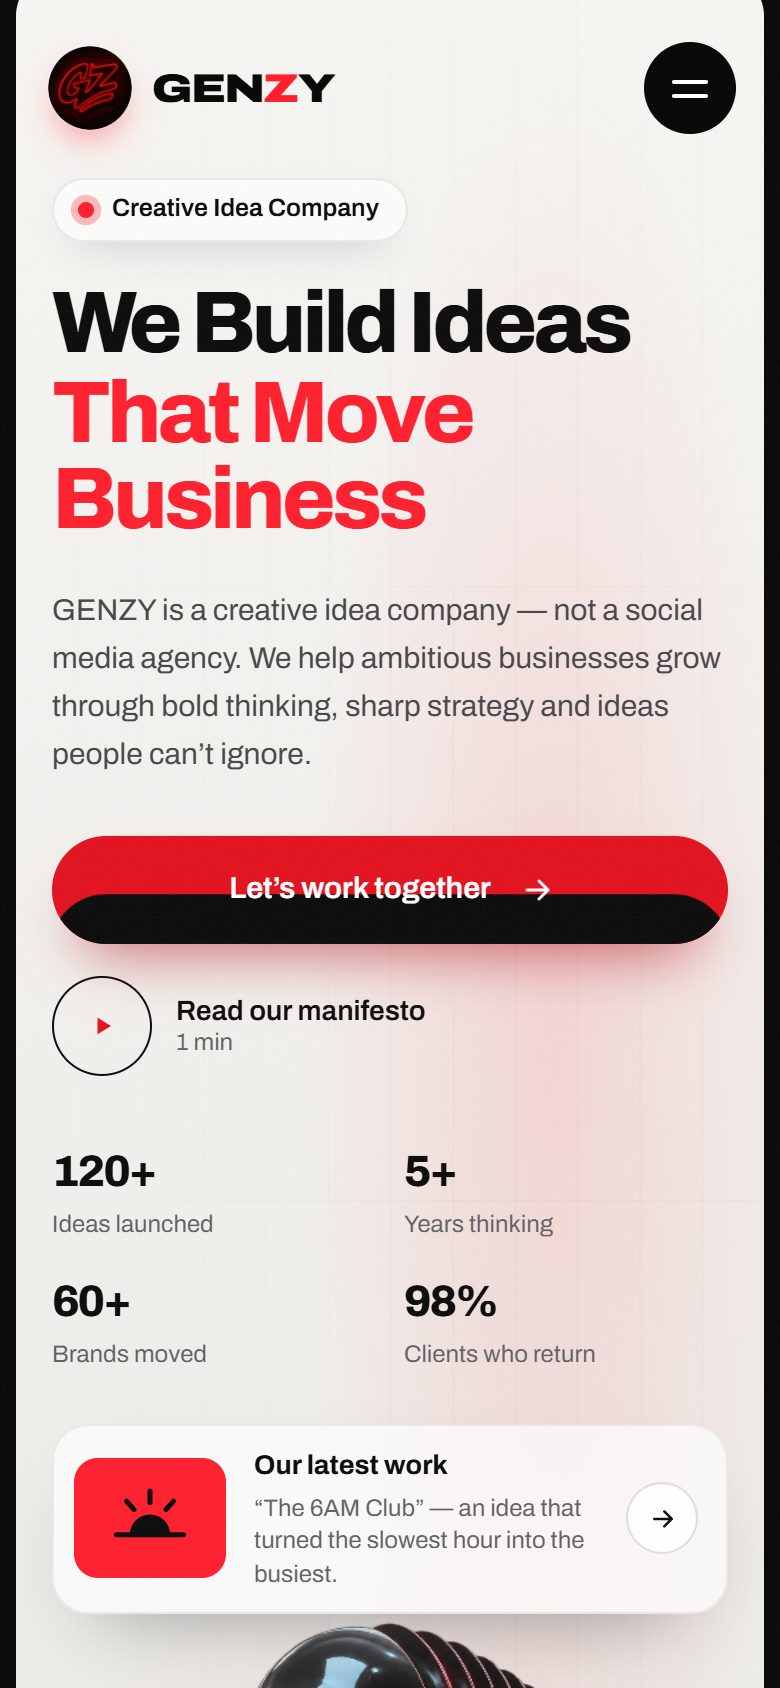 GZ
GENZY
Creative Idea Company
We Build Ideas
That Move
Business
GENZY is a creative idea company — not a social
media agency. We help ambitious businesses grow
through bold thinking, sharp strategy and ideas
people can’t ignore.
Let’s work together
Read our manifesto
1 min
120+
Ideas launched
5+
Years thinking
60+
Brands moved
98%
Clients who return
Our latest work
“The 6AM Club” — an idea that
turned the slowest hour into the
busiest.